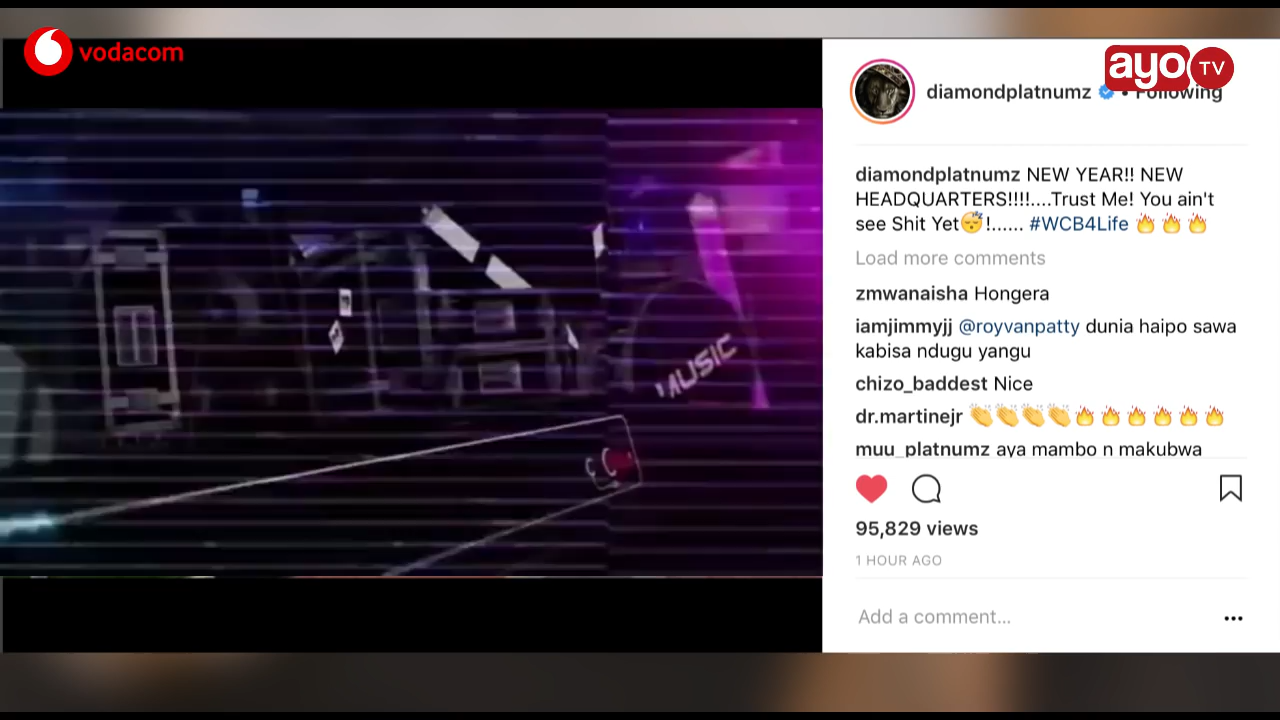 vodacom
ayo TV
diamondplatnumz • Following
diamondplatnumz NEW YEAR!! NEW
HEADQUARTERS!!!!....Trust Me! You ain't
see Shit Yet😴!...... #WCB4Life 🔥🔥🔥
Load more comments
zmwanaisha Hongera
iamjimmyjj @royvanpatty dunia haipo sawa
kabisa ndugu yangu
chizo_baddest Nice
dr.martinejr 👏👏👏👏🔥🔥🔥🔥🔥🔥
muu_platnumz aya mambo n makubwa
95,829 views
1 HOUR AGO
Add a comment...
MUSIC